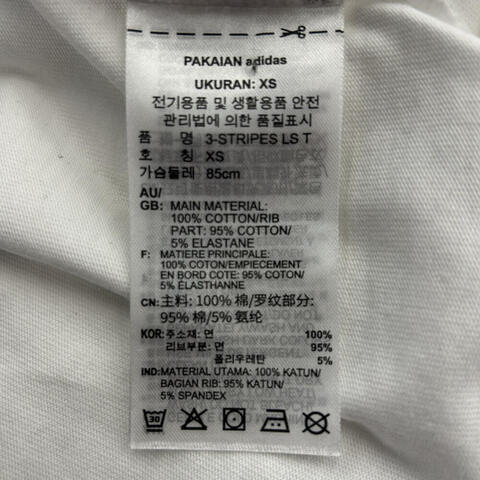 PAKAIAN adidas
UKURAN: XS
전기용품 및 생활용품 안전
관리법에 의한 품질표시
품 명 3-STRIPES LS T
호 칭 XS
가슴둘레 85cm
AU/
GB: MAIN MATERIAL:
100% COTTON/RIB
PART: 95% COTTON/
5% ELASTANE
F: MATIERE PRINCIPALE:
100% COTON/EMPIECEMENT
EN BORD COTE: 95% COTON/
5% ÉLASTHANNE
CN: 主料: 100% 棉/罗纹部分:
95% 棉/5% 氨纶
KOR: 주소재: 면 100%
리브부분: 면 95%
폴리우레탄 5%
IND: MATERIAL UTAMA: 100% KATUN/
BAGIAN RIB: 95% KATUN/
5% SPANDEX
30